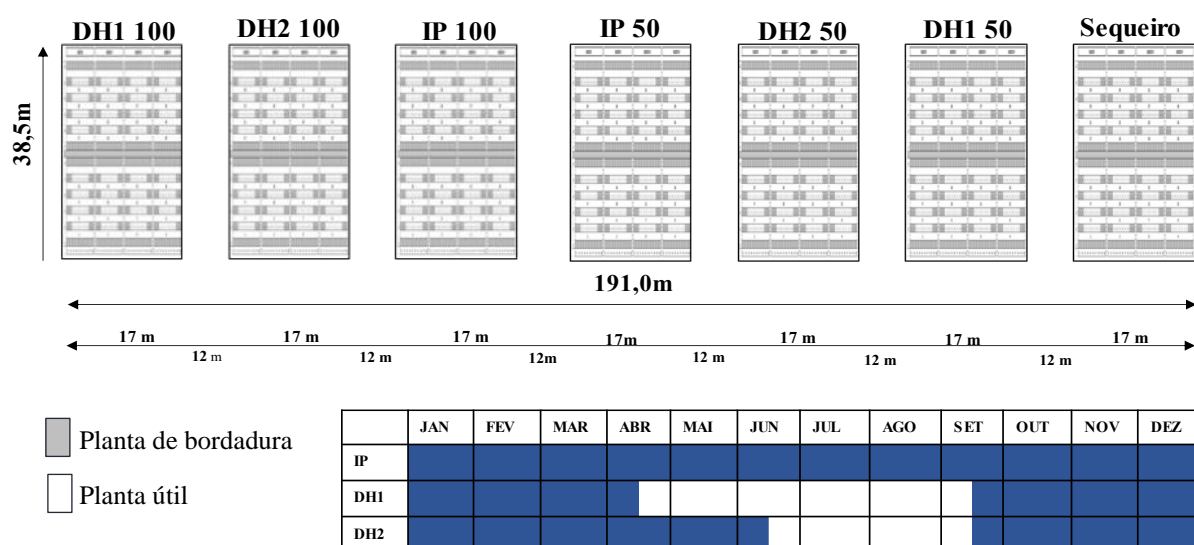 DH1 100 DH2 100 IP 100 IP 50 DH2 50 DH1 50 Sequeiro
38,5m
191,0m
17 m 17 m 17 m 17m 17 m 17 m 17 m
12 m 12 m 12m 12 m 12 m 12 m
Planta de bordadura
Planta útil
JAN FEV MAR ABR MAI JUN JUL AGO SET OUT NOV DEZ
IP
DH1
DH2